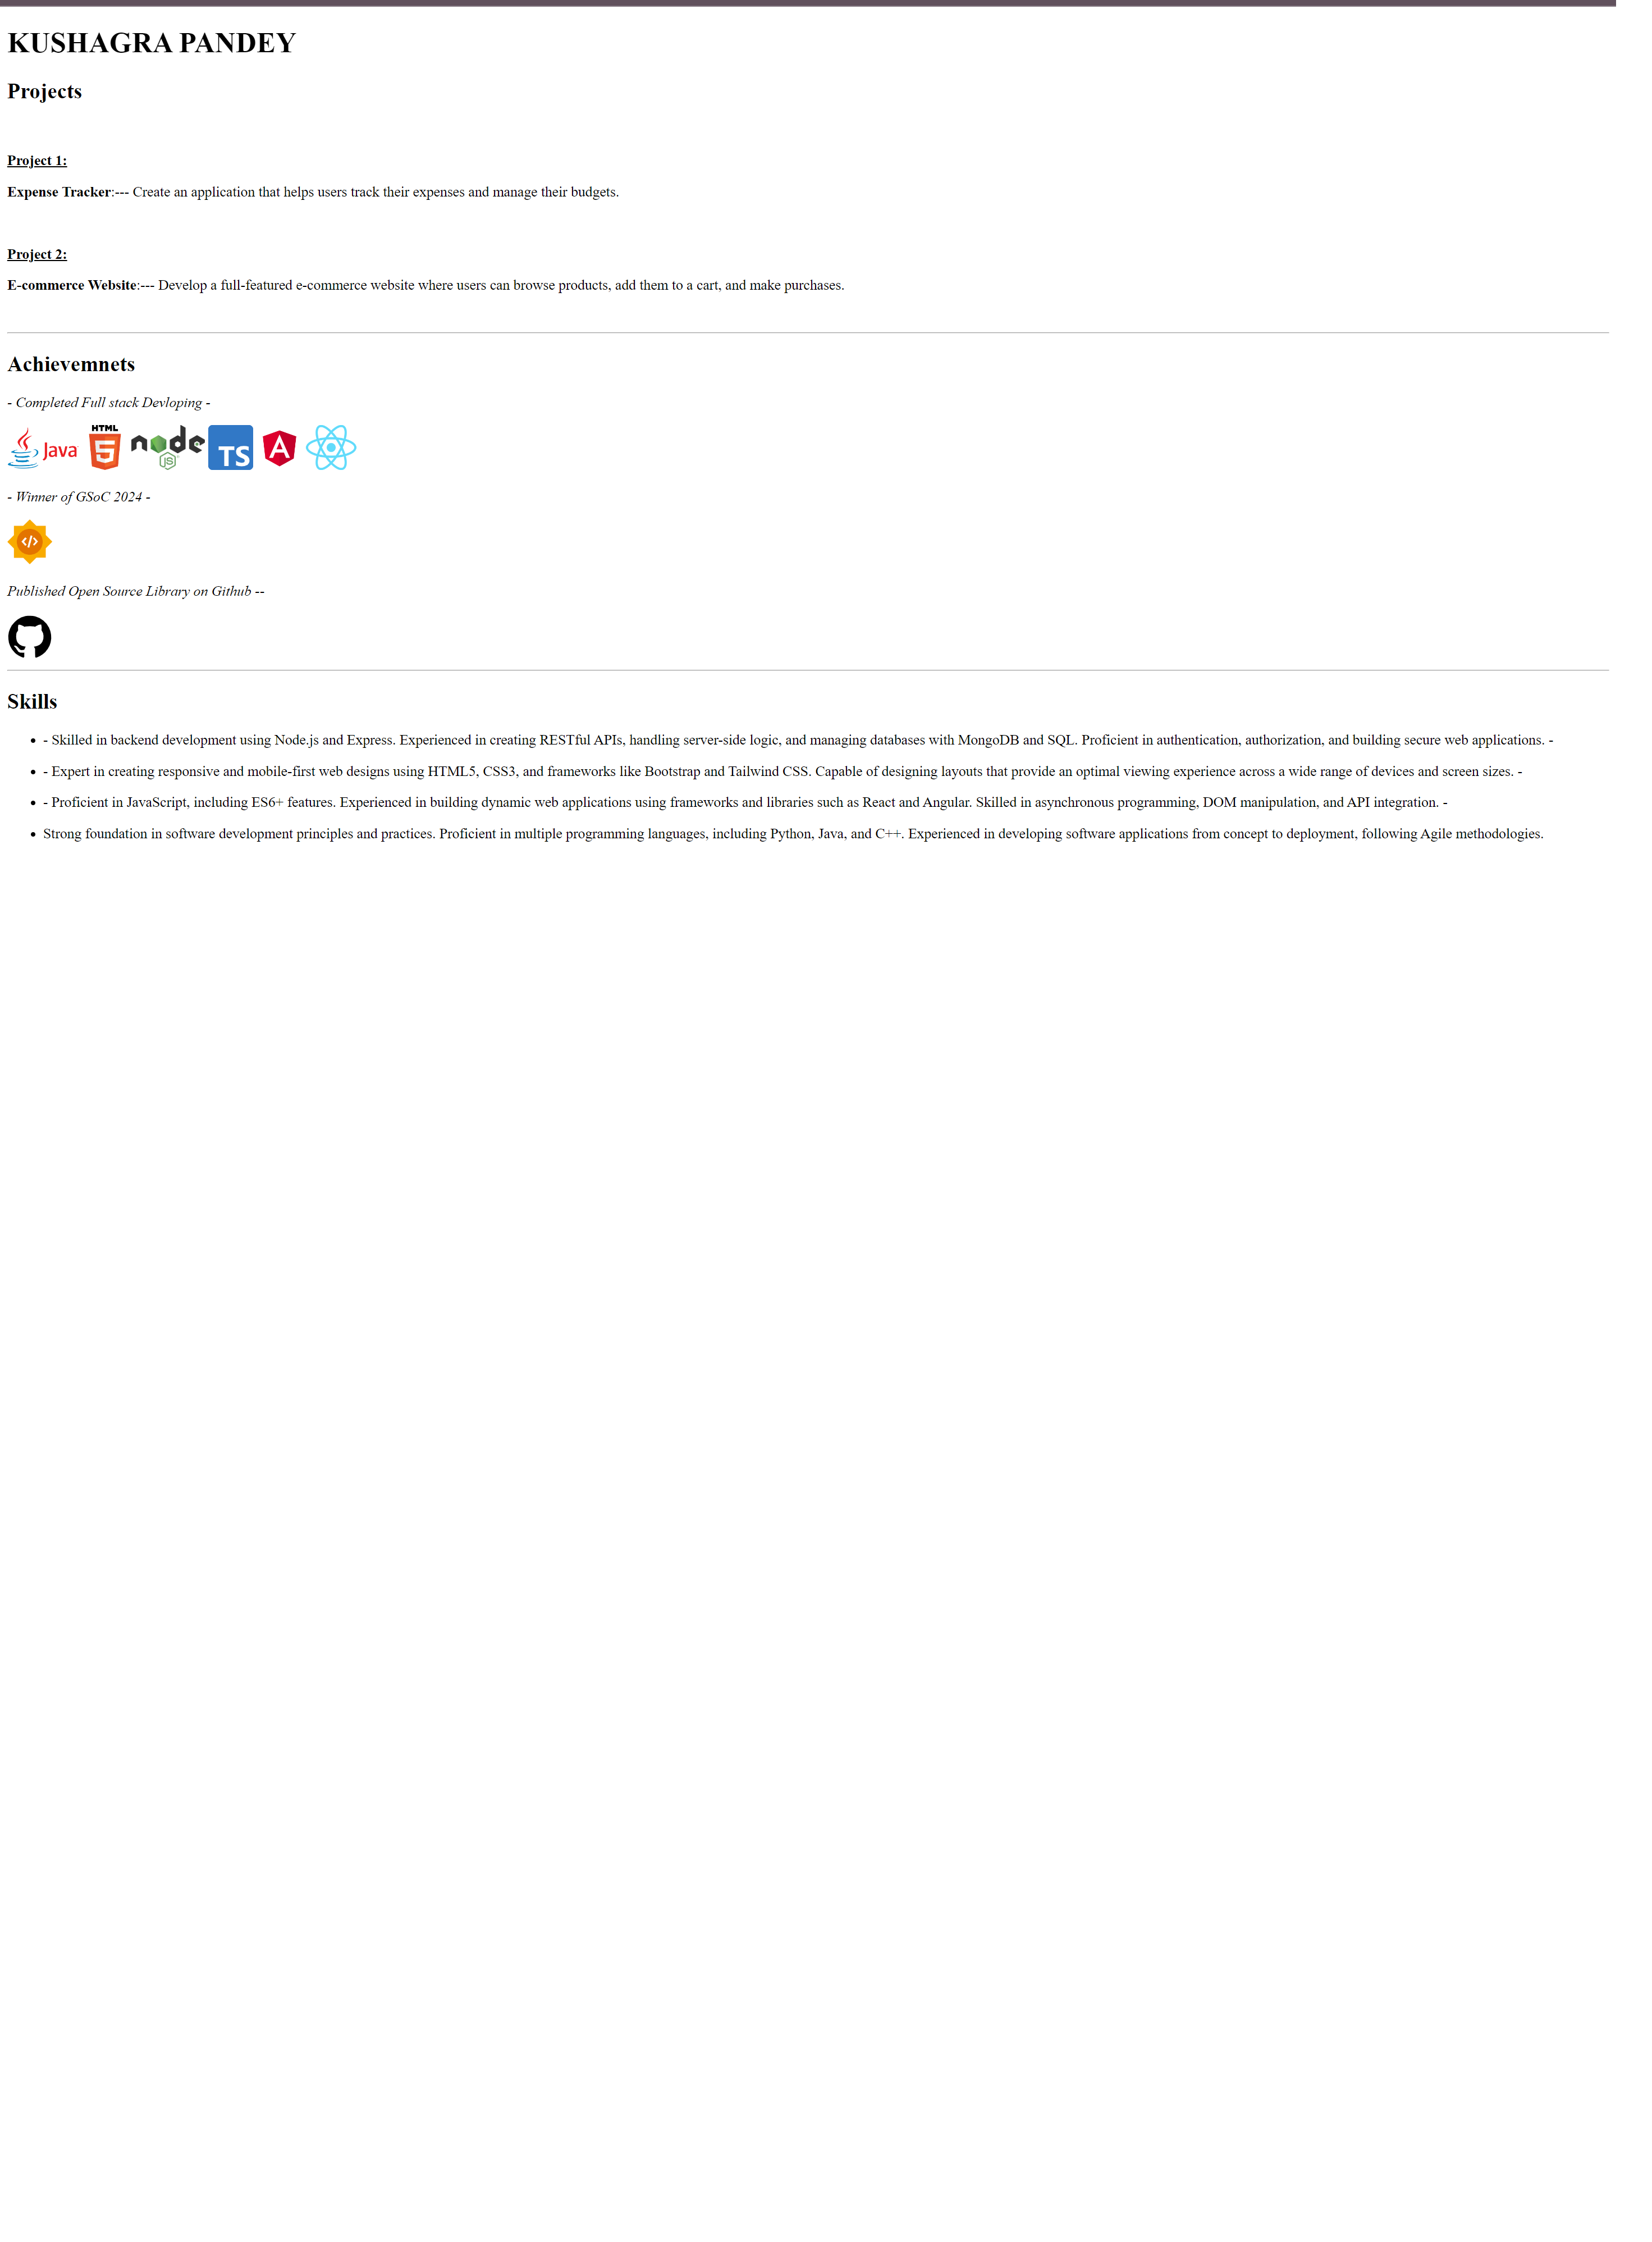 KUSHAGRA PANDEY
Projects
Project 1:
Expense Tracker:--- Create an application that helps users track their expenses and manage their budgets.
Project 2:
E-commerce Website:--- Develop a full-featured e-commerce website where users can browse products, add them to a cart, and make purchases.
Achievemnets
- Completed Full stack Devloping -
Java HTML 5 node JS TS A
- Winner of GSoC 2024 -
</>
Published Open Source Library on Github --
Skills
• - Skilled in backend development using Node.js and Express. Experienced in creating RESTful APIs, handling server-side logic, and managing databases with MongoDB and SQL. Proficient in authentication, authorization, and building secure web applications. -
• - Expert in creating responsive and mobile-first web designs using HTML5, CSS3, and frameworks like Bootstrap and Tailwind CSS. Capable of designing layouts that provide an optimal viewing experience across a wide range of devices and screen sizes. -
• - Proficient in JavaScript, including ES6+ features. Experienced in building dynamic web applications using frameworks and libraries such as React and Angular. Skilled in asynchronous programming, DOM manipulation, and API integration. -
• Strong foundation in software development principles and practices. Proficient in multiple programming languages, including Python, Java, and C++. Experienced in developing software applications from concept to deployment, following Agile methodologies.